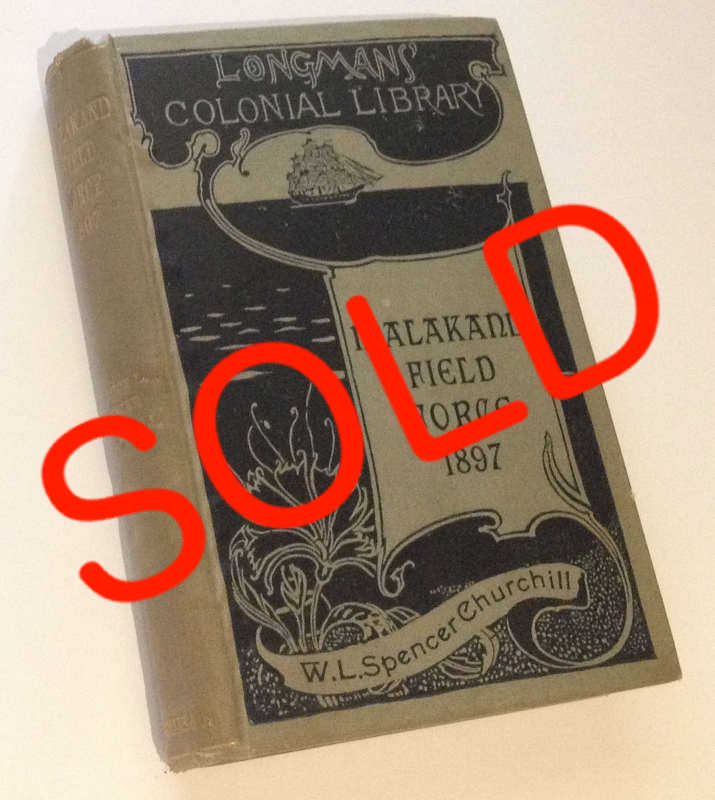 LONGMANS'
COLONIAL LIBRARY
MALAKAND
FIELD
FORCE
1897
W.L.Spencer Churchill
SOLD